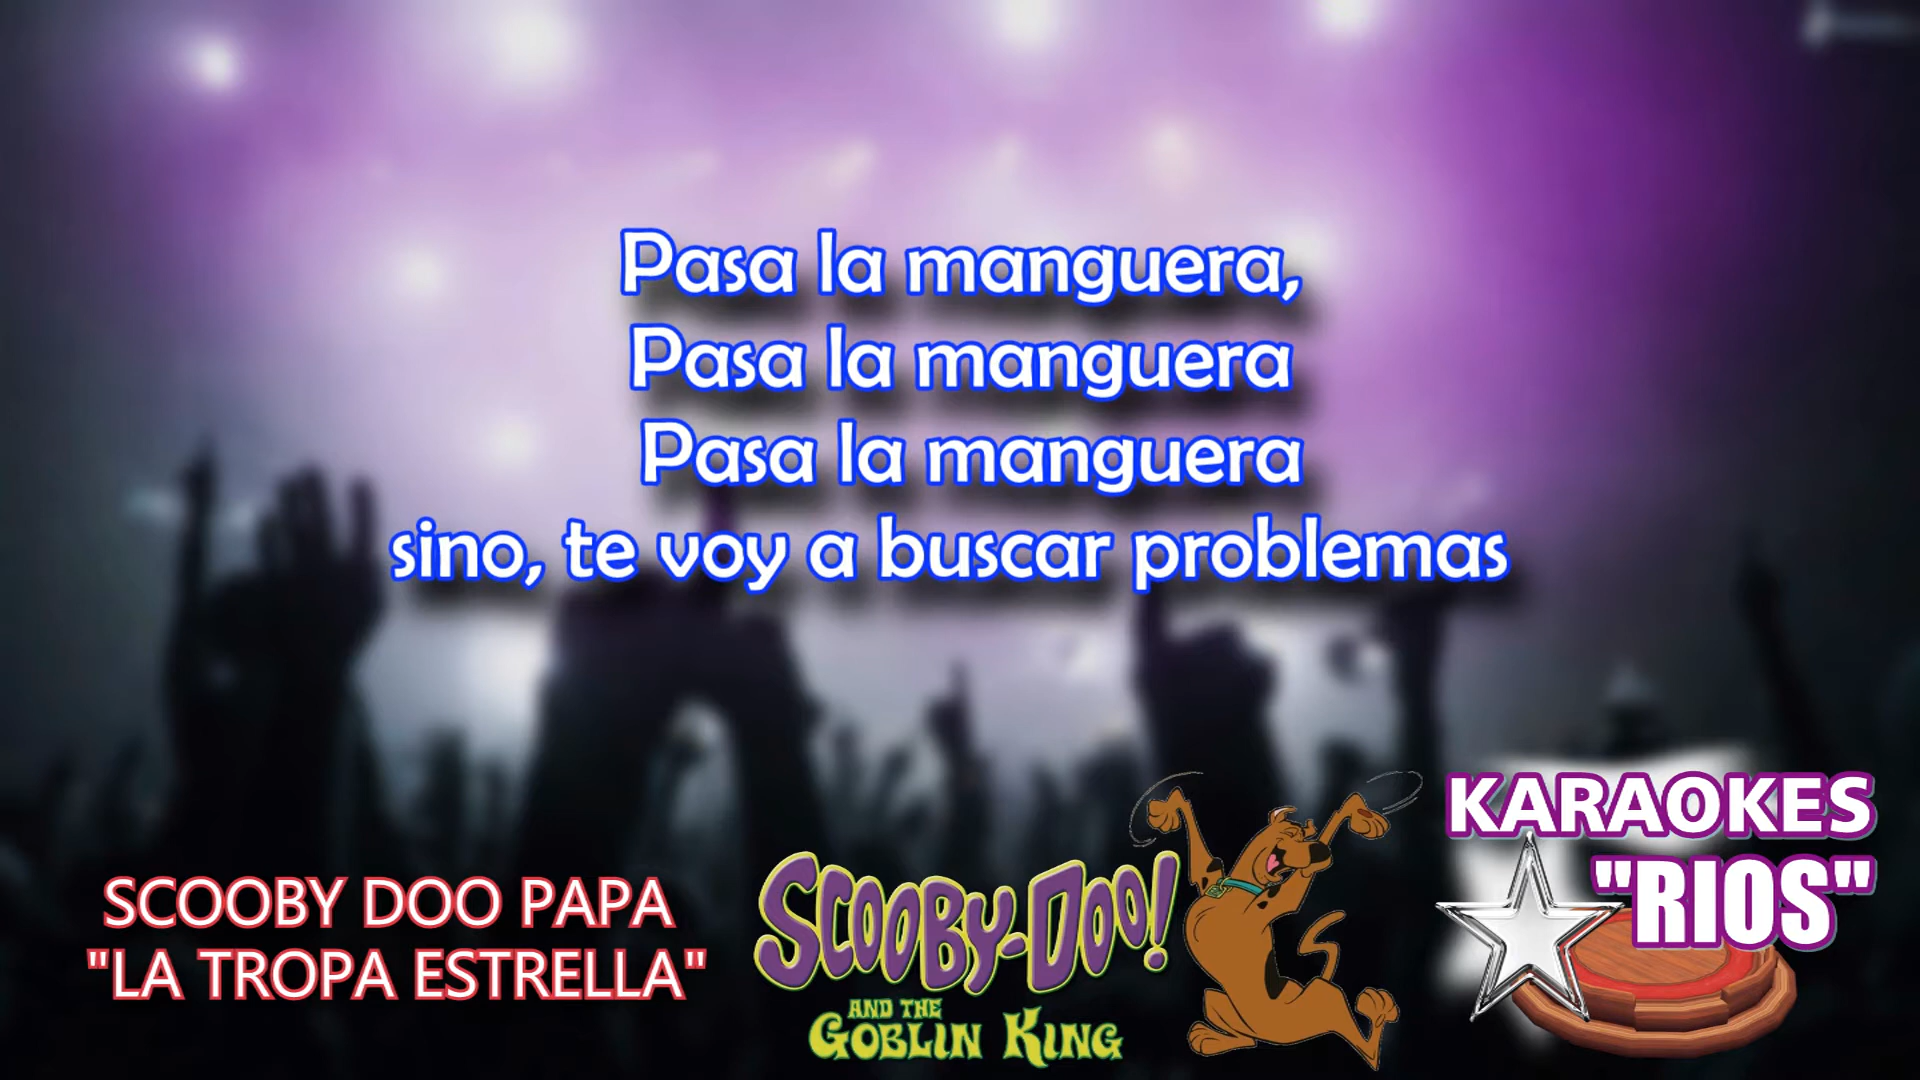 Pasa la manguera,
Pasa la manguera
Pasa la manguera
sino, te voy a buscar problemas
SCOOBY DOO PAPA
"LA TROPA ESTRELLA"
SCOOBY-DOO!
AND THE
GOBLIN KING
KARAOKES
"RIOS"